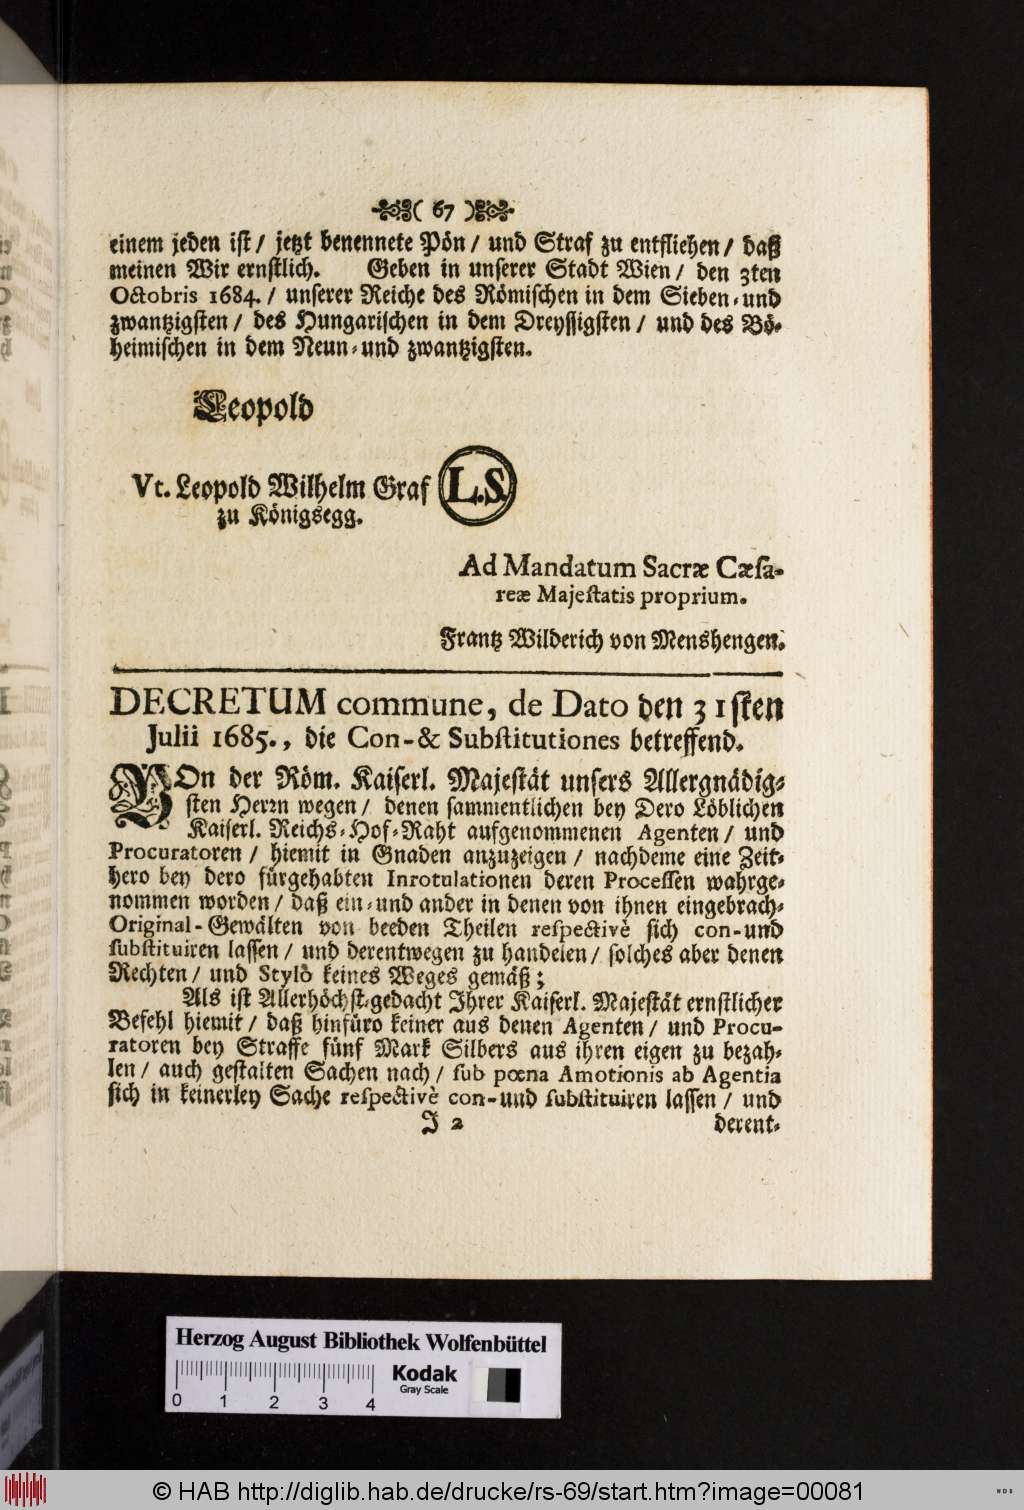 ( 67 )
einem jeden ist / jetzt benennete Pön / und Straf zu entfliehen / daß
meinen Wir ernstlich. Geben in unserer Stadt Wien / den 3ten
Octobris 1684. / unserer Reiche des Römischen in dem Sieben-und
zwantzigsten / des Hungarischen in dem Dreyssigsten / und des Bö-
heimischen in dem Neun-und zwantzigsten.
Leopold
Vt. Leopold Wilhelm Graf
zu Königsegg.
L.S.
Ad Mandatum Sacræ Cæsa-
reæ Majestatis proprium.
Frantz Wilderich von Menshengen.
DECRETUM commune, de Dato den 31sten
Julii 1685., die Con-& Substitutiones betreffend.
VOn der Röm. Kaiserl. Majestät unsers Allergnädig-
sten Herrn wegen / denen sammentlichen bey Dero Löblichen
Kaiserl. Reichs-Hof-Raht aufgenommenen Agenten / und
Procuratoren / hiemit in Gnaden anzuzeigen / nachdeme eine Zeit-
hero bey dero fürgehabten Inrotulationen deren Processen wahrge-
nommen worden / daß ein-und ander in denen von ihnen eingebrach-
Original-Gewälten von beeden Theilen respectivè sich con-und
substituiren lassen / und derentwegen zu handelen / solches aber denen
Rechten / und Stylò keines Weges gemäß;
Als ist Allerhöchst-gedacht Ihrer Kaiserl. Majestät ernstlicher
Befehl hiemit / daß hinfüro keiner aus denen Agenten / und Procu-
ratoren bey Straffe fünf Mark Silbers aus ihren eigen zu bezah-
len / auch gestalten Sachen nach / sub pœna Amotionis ab Agentia
sich in keinerley Sache respectivè con-und substituiren lassen / und
J 2
derent-
Herzog August Bibliothek Wolfenbüttel
Kodak
Gray Scale
0 1 2 3 4
© HAB http://diglib.hab.de/drucke/rs-69/start.htm?image=00081